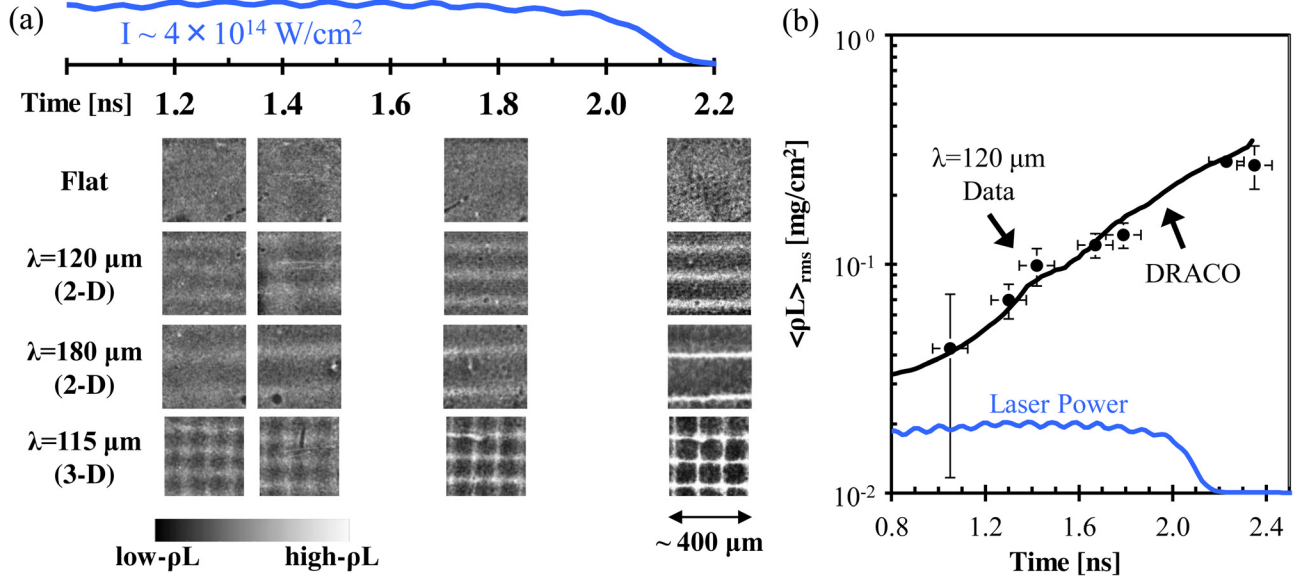 (a)
I ~ 4 × 10¹⁴ W/cm²
Time [ns] 1.2 1.4 1.6 1.8 2.0 2.2
Flat
λ=120 µm
(2-D)
λ=180 µm
(2-D)
λ=115 µm
(3-D)
low-ρL high-ρL
~ 400 µm
(b)
10⁰
10⁻¹
10⁻²
<ρL>rms [mg/cm²]
λ=120 µm
Data
DRACO
Laser Power
0.8 1.2 1.6 2.0 2.4
Time [ns]